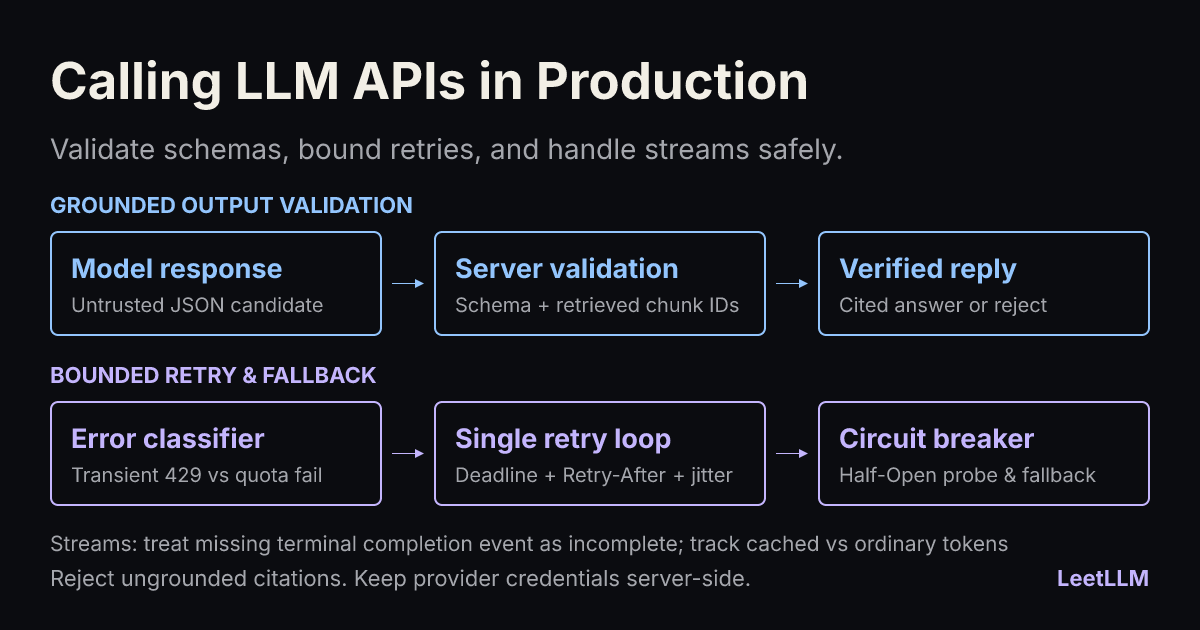 Calling LLM APIs in Production
Validate schemas, bound retries, and handle streams safely.
GROUNDED OUTPUT VALIDATION
Model response
Untrusted JSON candidate
Server validation
Schema + retrieved chunk IDs
Verified reply
Cited answer or reject
BOUNDED RETRY & FALLBACK
Error classifier
Transient 429 vs quota fail
Single retry loop
Deadline + Retry-After + jitter
Circuit breaker
Half-Open probe & fallback
Streams: treat missing terminal completion event as incomplete; track cached vs ordinary tokens
Reject ungrounded citations. Keep provider credentials server-side.
LeetLLM